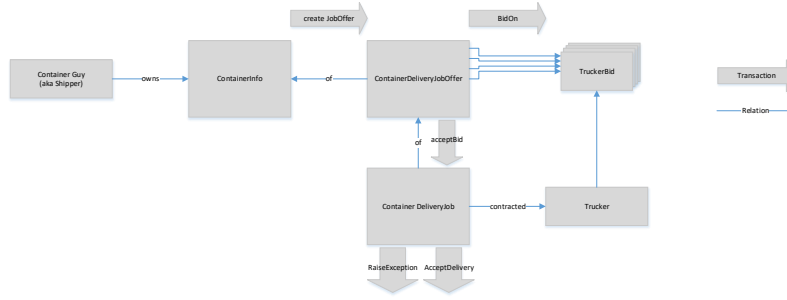 create JobOffer
BidOn
Container Guy
(aka Shipper)
owns
ContainerInfo
of
ContainerDeliveryJobOffer
TruckerBid
Transaction
Relation
of
acceptBid
Container DeliveryJob
contracted
Trucker
RaiseException
AcceptDelivery